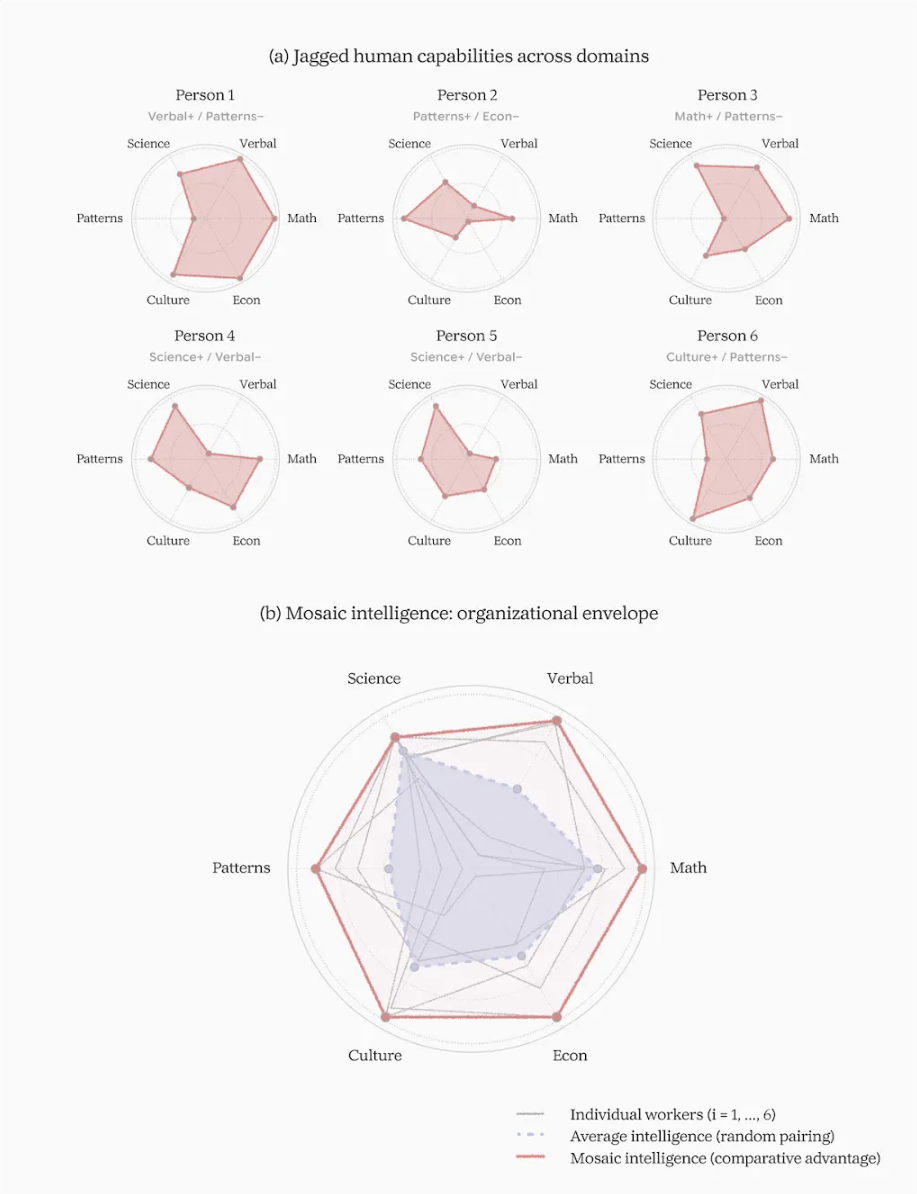 (a) Jagged human capabilities across domains
Person 1
Verbal+ / Patterns−
Science
Verbal
Patterns
Math
Culture
Econ
Person 2
Patterns+ / Econ−
Science
Verbal
Patterns
Math
Culture
Econ
Person 3
Math+ / Patterns−
Science
Verbal
Patterns
Math
Culture
Econ
Person 4
Science+ / Verbal−
Science
Verbal
Patterns
Math
Culture
Econ
Person 5
Science+ / Verbal−
Science
Verbal
Patterns
Math
Culture
Econ
Person 6
Culture+ / Patterns−
Science
Verbal
Patterns
Math
Culture
Econ
(b) Mosaic intelligence: organizational envelope
Science
Verbal
Patterns
Math
Culture
Econ
Individual workers (i = 1, ..., 6)
Average intelligence (random pairing)
Mosaic intelligence (comparative advantage)